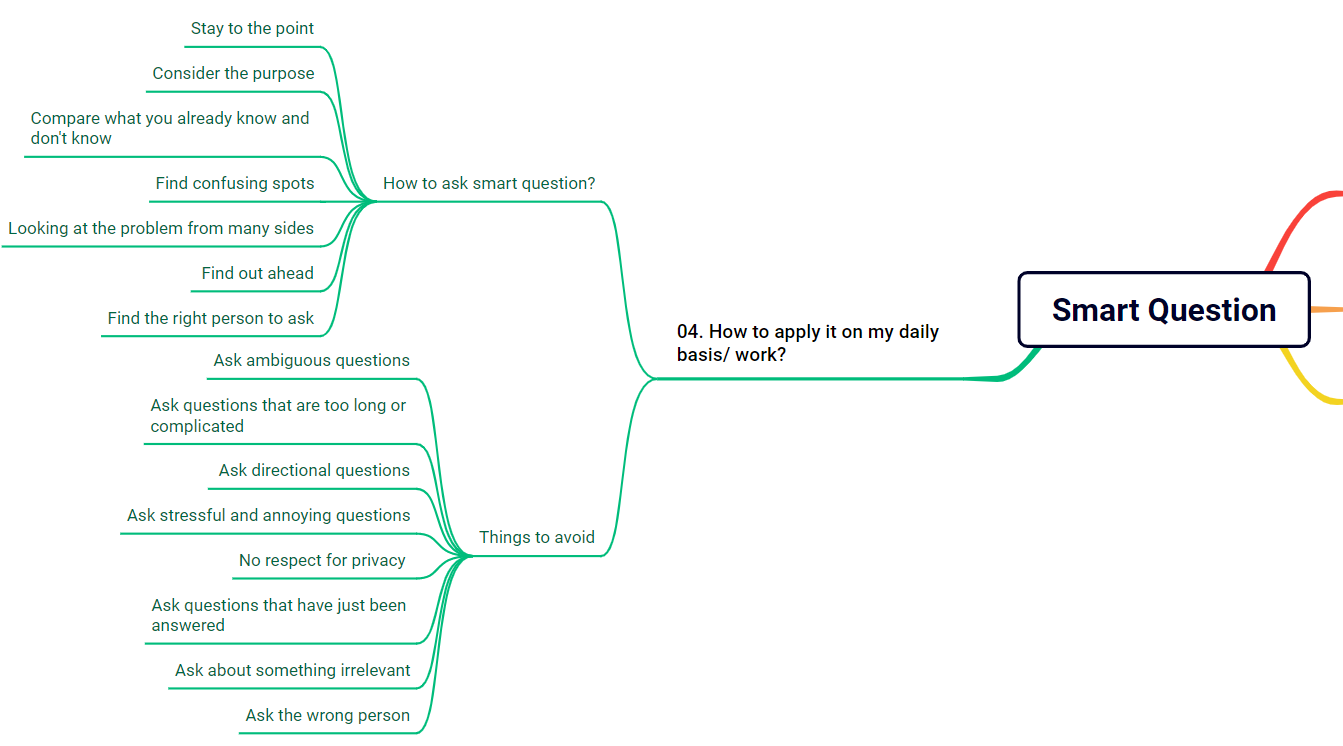 Stay to the point
Consider the purpose
Compare what you already know and
don't know
Find confusing spots
How to ask smart question?
Looking at the problem from many sides
Find out ahead
Find the right person to ask
Smart Question
04. How to apply it on my daily
basis/ work?
Ask ambiguous questions
Ask questions that are too long or
complicated
Ask directional questions
Ask stressful and annoying questions
Things to avoid
No respect for privacy
Ask questions that have just been
answered
Ask about something irrelevant
Ask the wrong person